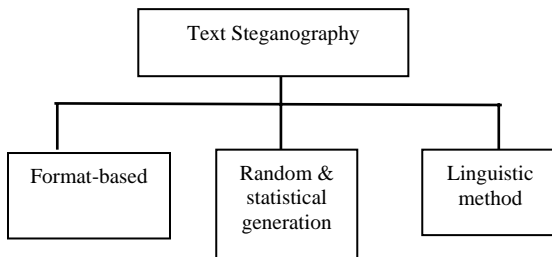 Text Steganography
Format-based
Random &
statistical
generation
Linguistic
method